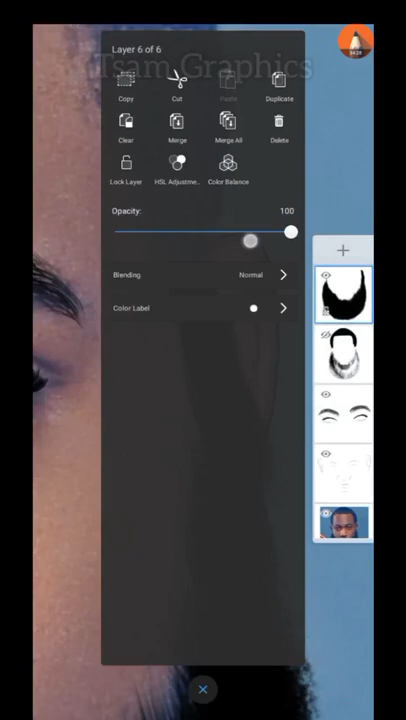 Layer 6 of 6
Tsam Graphics
Copy
Cut
Paste
Duplicate
Clear
Merge
Merge All
Delete
Lock Layer
HSL Adjustme..
Color Balance
Opacity:
100
Blending
Normal
Color Label